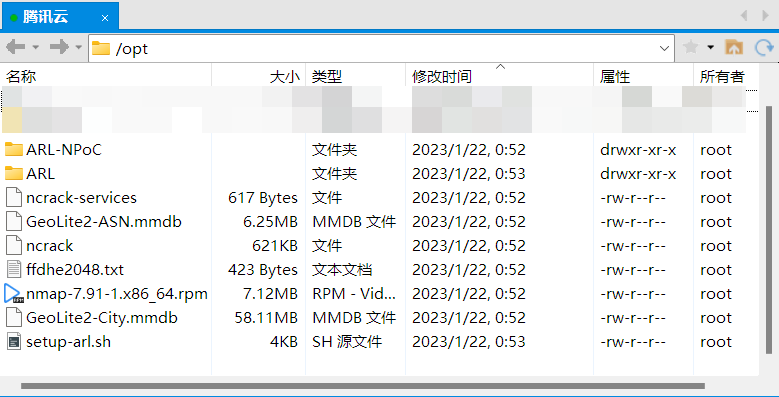 腾讯云 ×
/opt
名称 大小 类型 修改时间 属性 所有者
ARL-NPoC 文件夹 2023/1/22, 0:52 drwxr-xr-x root
ARL 文件夹 2023/1/22, 0:53 drwxr-xr-x root
ncrack-services 617 Bytes 文件 2023/1/22, 0:52 -rw-r--r-- root
GeoLite2-ASN.mmdb 6.25MB MMDB 文件 2023/1/22, 0:52 -rw-r--r-- root
ncrack 621KB 文件 2023/1/22, 0:52 -rw-r--r-- root
ffdhe2048.txt 423 Bytes 文本文档 2023/1/22, 0:52 -rw-r--r-- root
nmap-7.91-1.x86_64.rpm 7.12MB RPM - Vid... 2023/1/22, 0:52 -rw-r--r-- root
GeoLite2-City.mmdb 58.11MB MMDB 文件 2023/1/22, 0:52 -rw-r--r-- root
setup-arl.sh 4KB SH 源文件 2023/1/22, 0:53 -rw-r--r-- root